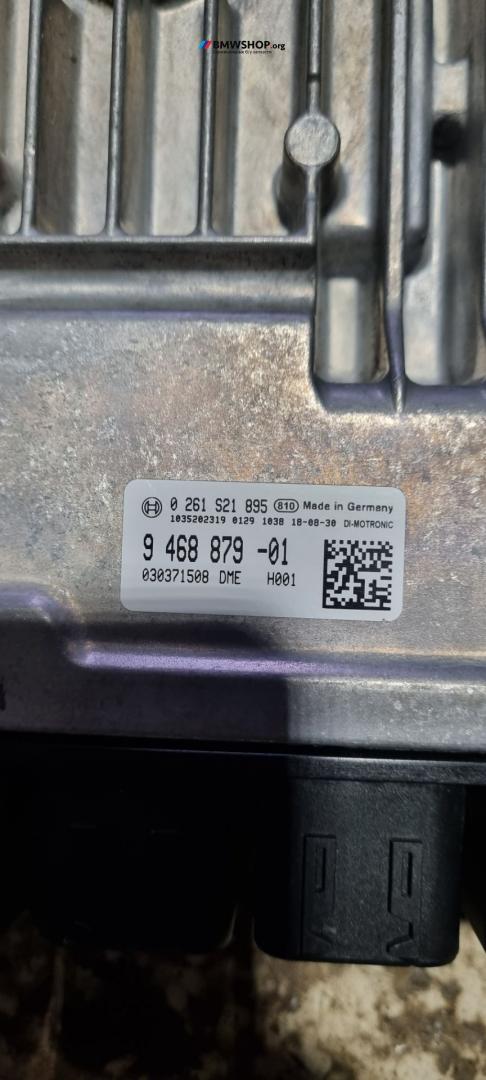 BMWSHOP.org
0 261 S21 895 810 Made in Germany
1035202319 0129 1038 18-08-30 DI-MOTRONIC
9 468 879 -01
030371508 DME H001